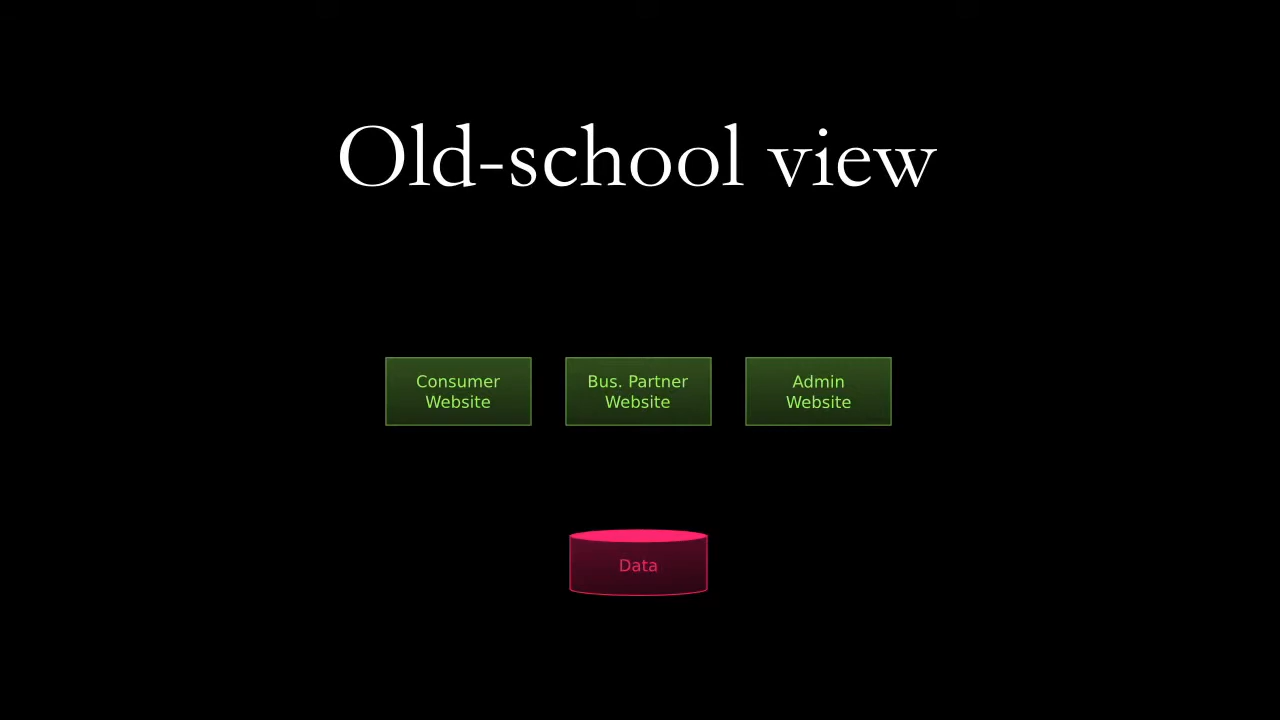 Old-school view
Consumer
Website
Bus. Partner
Website
Admin
Website
Data